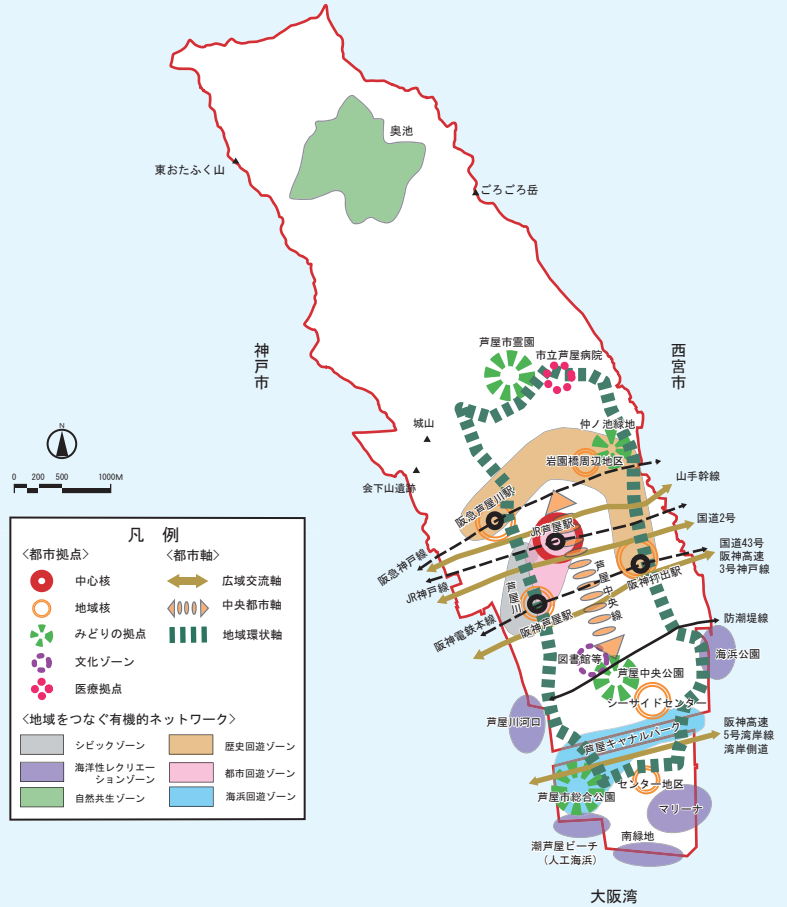 奥池
東おたふく山
ごろごろ岳
芦屋市霊園
市立芦屋病院
神戸市
西宮市
城山
仲ノ池緑地
岩園橋周辺地区
会下山遺跡
山手幹線
阪急芦屋川駅
国道2号
JR芦屋駅
国道43号
阪神高速
3号神戸線
阪急神戸線
JR神戸線
芦屋川
芦屋中央線
阪神打出駅
阪神芦屋駅
阪神電鉄本線
防潮堤線
海浜公園
図書館等
芦屋中央公園
シーサイドセンター
芦屋川河口
芦屋キャナルパーク
阪神高速
5号湾岸線
湾岸側道
センター地区
芦屋市総合公園
マリーナ
潮芦屋ビーチ
(人工海浜)
南緑地
大阪湾
N
0 200 500 1000M
凡 例
〈都市拠点〉
中心核
地域核
みどりの拠点
文化ゾーン
医療拠点
〈都市軸〉
広域交流軸
中央都市軸
地域環状軸
〈地域をつなぐ有機的ネットワーク〉
シビックゾーン
海洋性レクリエー
ションゾーン
自然共生ゾーン
歴史回遊ゾーン
都市回遊ゾーン
海浜回遊ゾーン